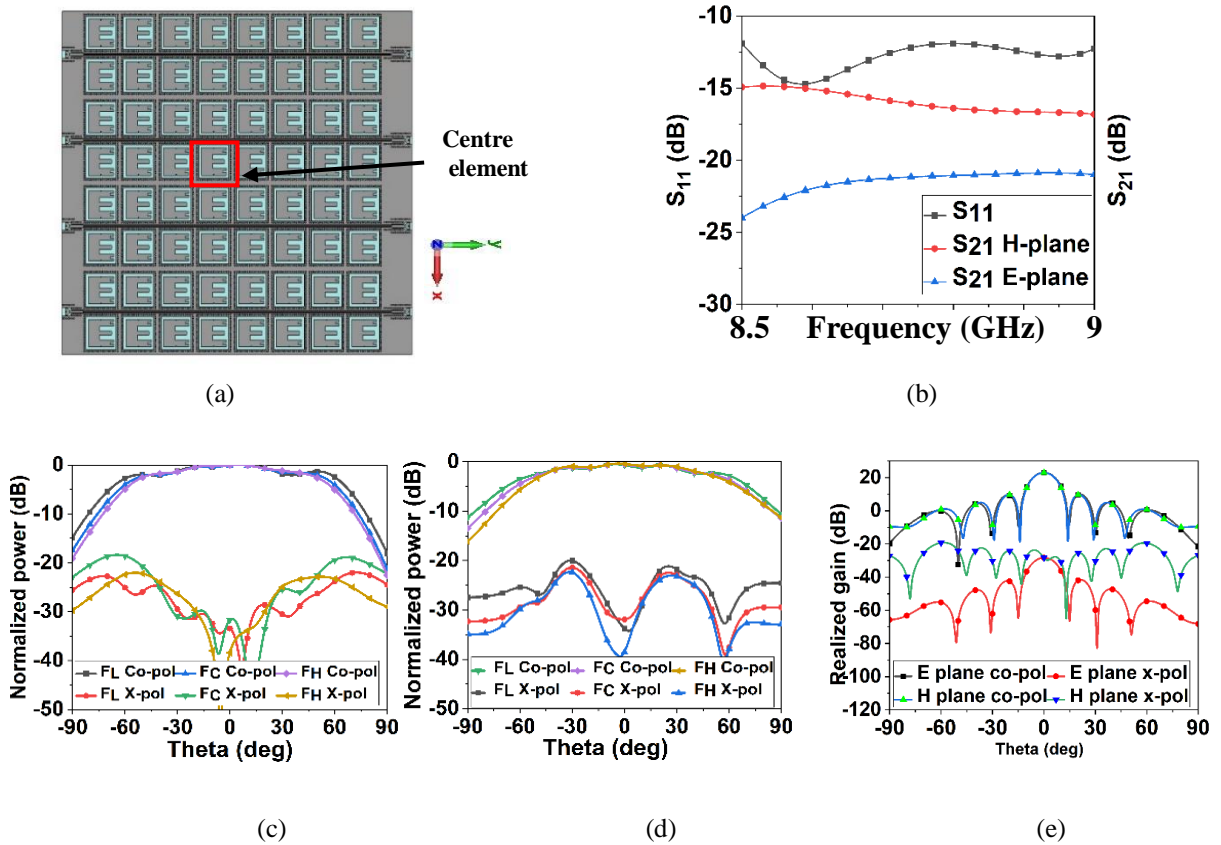 Centre
element
Z
Y
X
(a)
-10
-15
-20
-25
-30
S11 (dB)
S21 (dB)
S11
S21 H-plane
S21 E-plane
8.5 Frequency (GHz) 9
(b)
0
-10
-20
-30
-40
-50
Normalized power (dB)
FL Co-pol FC Co-pol FH Co-pol
FL X-pol FC X-pol FH X-pol
-90 -60 -30 0 30 60 90
Theta (deg)
(c)
0
-10
-20
-30
-40
-50
Normalized power (dB)
FL Co-pol FC Co-pol FH Co-pol
FL X-pol FC X-pol FH X-pol
-90 -60 -30 0 30 60 90
Theta (deg)
(d)
20
0
-20
-40
-60
-80
-100
-120
Realized gain (dB)
E plane co-pol E plane x-pol
H plane co-pol H plane x-pol
-90 -60 -30 0 30 60 90
Theta (deg)
(e)